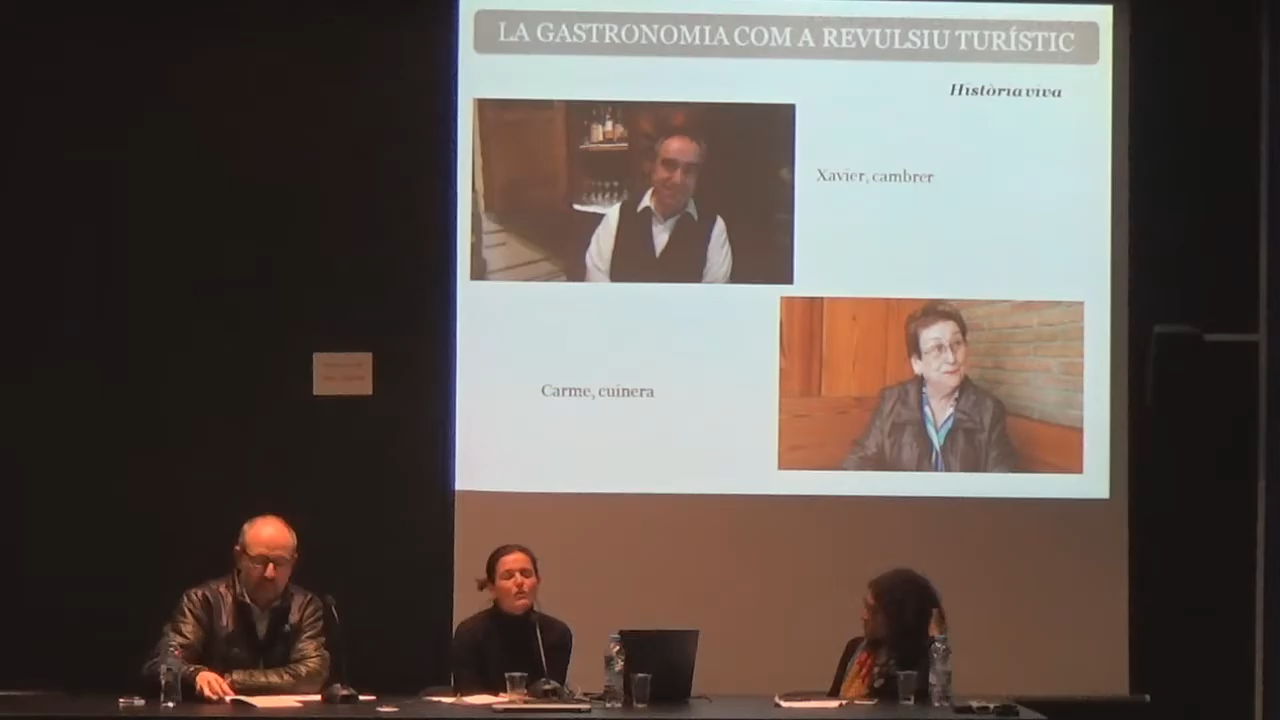 LA GASTRONOMIA COM A REVULSIU TURÍSTIC
Història viva
Xavier, cambrer
Carme, cuinera